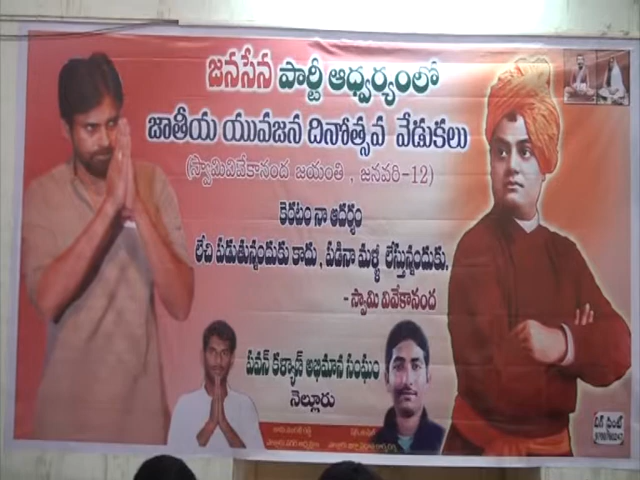 జనసేన పార్టీ ఆధ్వర్యంలో
జాతీయ యువజన దినోత్సవ వేడుకలు
(స్వామివివేకానంద జయంతి , జనవరి-12)
కెరటం నా ఆదర్శం
లేచి పడుతున్నందుకు కాదు , పడినా మళ్ళీ లేస్తున్నందుకు.
- స్వామి వివేకానంద
పవన్ కళ్యాణ్ అభిమాన సంఘం
నెల్లూరు